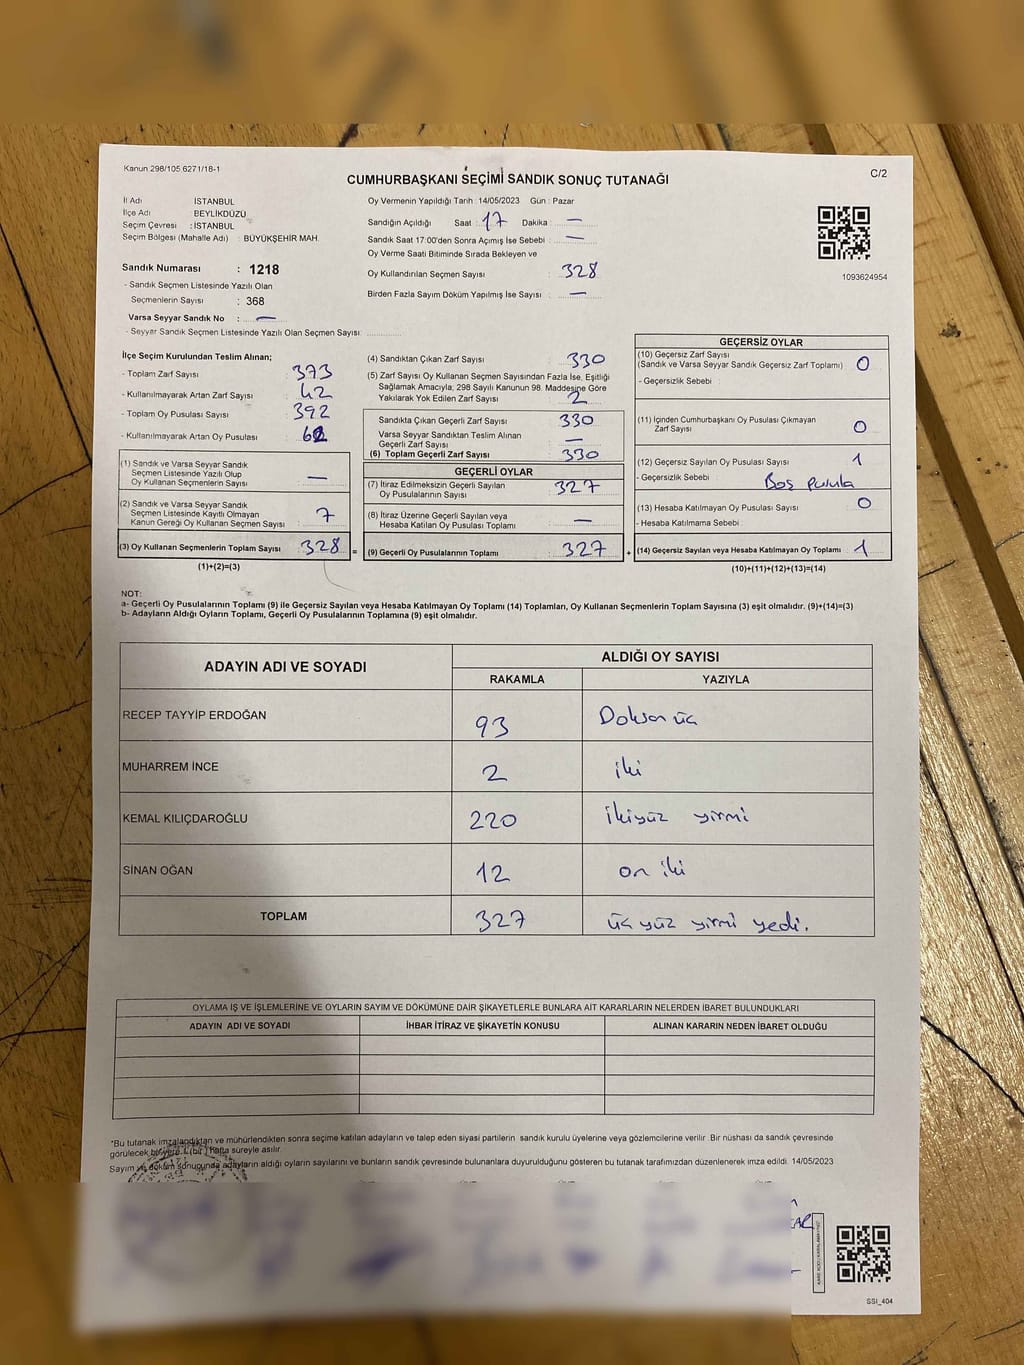 Kanun 298/105 6271/18-1
C/2
CUMHURBAŞKANI SEÇİMİ SANDIK SONUÇ TUTANAĞI
İl Adı İSTANBUL
İlçe Adı BEYLİKDÜZÜ
Seçim Çevresi : İSTANBUL
Seçim Bölgesi (Mahalle Adı) : BÜYÜKŞEHİR MAH.
Sandık Numarası : 1218
- Sandık Seçmen Listesinde Yazılı Olan
Seçmenlerin Sayısı : 368
Varsa Seyyar Sandık No : —
- Seyyar Sandık Seçmen Listesinde Yazılı Olan Seçmen Sayısı:
Oy Vermenin Yapıldığı Tarih : 14/05/2023 Gün : Pazar
Sandığın Açıldığı Saat : 17 Dakika : —
Sandık Saat 17:00'den Sonra Açımış İse Sebebi : —
Oy Verme Saati Bitiminde Sırada Bekleyen ve
Oy Kullandırılan Seçmen Sayısı : 328
Birden Fazla Sayım Döküm Yapılmış İse Sayısı : —
1093624954
İlçe Seçim Kurulundan Teslim Alınan;
- Toplam Zarf Sayısı : 373
- Kullanılmayarak Artan Zarf Sayısı : 42
- Toplam Oy Pusulası Sayısı : 392
- Kullanılmayarak Artan Oy Pusulası :
(1) Sandık ve Varsa Seyyar Sandık
Seçmen Listesinde Yazılı Olup
Oy Kullanan Seçmenlerin Sayısı : —
(2) Sandık ve Varsa Seyyar Sandık
Seçmen Listesinde Kayıtlı Olmayan
Kanun Gereği Oy Kullanan Seçmen Sayısı : 7
(3) Oy Kullanan Seçmenlerin Toplam Sayısı : 328 =
(1)+(2)=(3)
(4) Sandıktan Çıkan Zarf Sayısı : 330
(5) Zarf Sayısı Oy Kullanan Seçmen Sayısından Fazla İse, Eşitliği
Sağlamak Amacıyla; 298 Sayılı Kanunun 98. Maddesine Göre
Yakılarak Yok Edilen Zarf Sayısı : 2
Sandıkta Çıkan Geçerli Zarf Sayısı : 330
Varsa Seyyar Sandıktan Teslim Alınan
Geçerli Zarf Sayısı : —
(6) Toplam Geçerli Zarf Sayısı : 330
GEÇERLİ OYLAR
(7) İtiraz Edilmeksizin Geçerli Sayılan
Oy Pusulalarının Sayısı : 327
(8) İtiraz Üzerine Geçerli Sayılan veya
Hesaba Katılan Oy Pusulası Toplamı : —
(9) Geçerli Oy Pusulalarının Toplamı : 327 +
GEÇERSİZ OYLAR
(10) Geçersiz Zarf Sayısı
(Sandık ve Varsa Seyyar Sandık Geçersiz Zarf Toplamı) : 0
- Geçersizlik Sebebi :
(11) İçinden Cumhurbaşkanı Oy Pusulası Çıkmayan
Zarf Sayısı : 0
(12) Geçersiz Sayılan Oy Pusulası Sayısı : 1
- Geçersizlik Sebebi : Boş pusula
(13) Hesaba Katılmayan Oy Pusulası Sayısı : 0
- Hesaba Katılmama Sebebi :
(14) Geçersiz Sayılan veya Hesaba Katılmayan Oy Toplamı : 1
(10)+(11)+(12)+(13)=(14)
NOT:
a- Geçerli Oy Pusulalarının Toplamı (9) ile Geçersiz Sayılan veya Hesaba Katılmayan Oy Toplamı (14) Toplamları, Oy Kullanan Seçmenlerin Toplam Sayısına (3) eşit olmalıdır. (9)+(14)=(3)
b- Adayların Aldığı Oyların Toplamı, Geçerli Oy Pusulalarının Toplamına (9) eşit olmalıdır.
ADAYIN ADI VE SOYADI ALDIĞI OY SAYISI
RAKAMLA YAZIYLA
RECEP TAYYİP ERDOĞAN 93 Doksan üç
MUHARREM İNCE 2 iki
KEMAL KILIÇDAROĞLU 220 ikiyüz yirmi
SİNAN OĞAN 12 on iki
TOPLAM 327 üç yüz yirmi yedi.
OYLAMA İŞ VE İŞLEMLERİNE VE OYLARIN SAYIM VE DÖKÜMÜNE DAİR ŞİKAYETLERLE BUNLARA AİT KARARLARIN NELERDEN İBARET BULUNDUKLARI
ADAYIN ADI VE SOYADI İHBAR İTİRAZ VE ŞİKAYETİN KONUSU ALINAN KARARIN NEDEN İBARET OLDUĞU
*Bu tutanak imzalandıktan ve mühürlendikten sonra seçime katılan adayların ve talep eden siyasi partilerin sandık kurulu üyelerine veya gözlemcilerine verilir. Bir nüshası da sandık çevresinde
görülecek bir yere 1 (bir) hafta süreyle asılır.
Sayım ve döküm sonucunda adayların aldığı oyların sayılarını ve bunların sandık çevresinde bulunanlara duyurulduğunu gösteren bu tutanak tarafımızdan düzenlenerek imza edildi. 14/05/2023
SSI_404